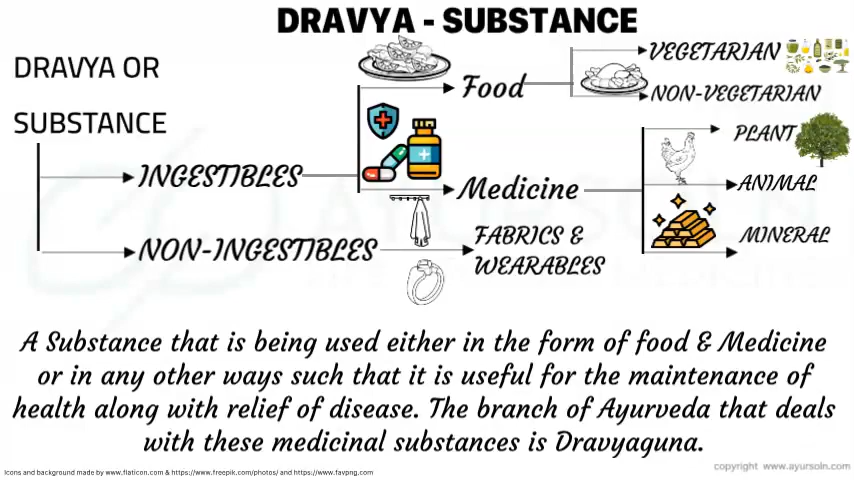 DRAVYA - SUBSTANCE
DRAVYA OR
SUBSTANCE
INGESTIBLES
NON-INGESTIBLES
Food
Medicine
FABRICS &
WEARABLES
VEGETARIAN
NON-VEGETARIAN
PLANT
ANIMAL
MINERAL
A Substance that is being used either in the form of food & Medicine
or in any other ways such that it is useful for the maintenance of
health along with relief of disease. The branch of Ayurveda that deals
with these medicinal substances is Dravyaguna.
Icons and background made by www.flaticon.com & https://www.freepik.com/photos/ and https://www.favpng.com
copyright www.ayursoln.com